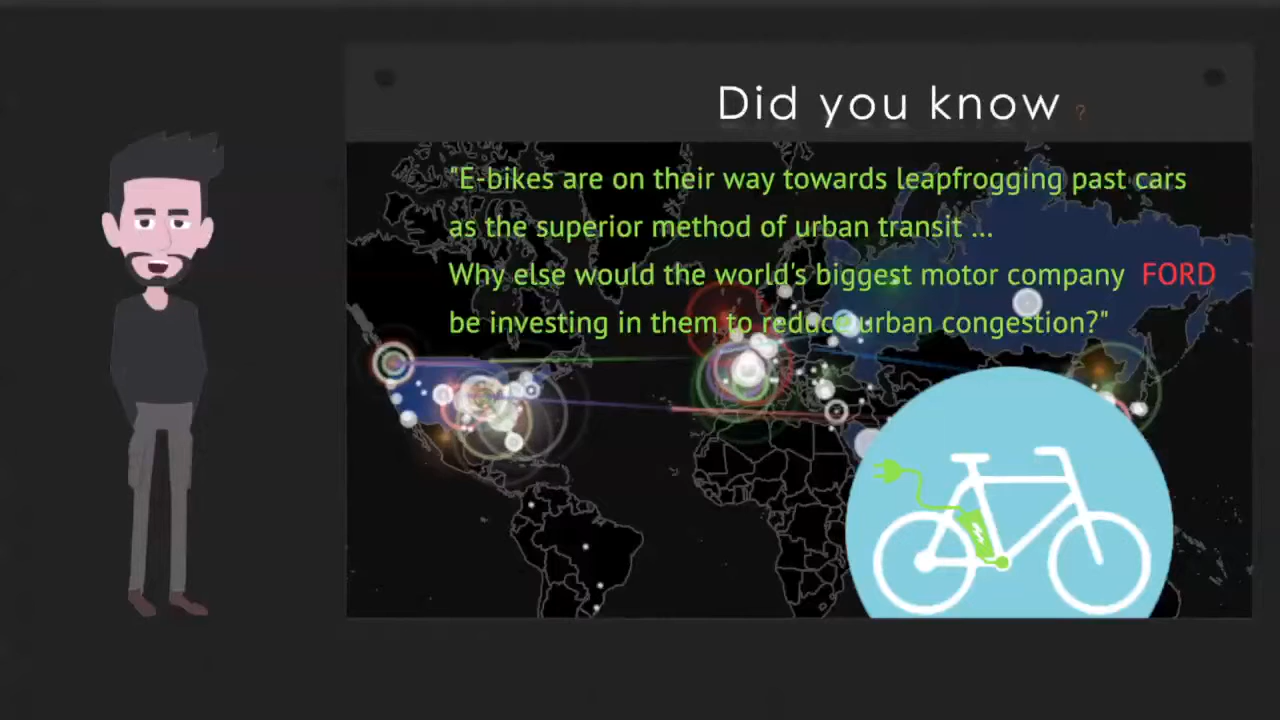 Did you know ?
"E-bikes are on their way towards leapfrogging past cars
as the superior method of urban transit ...
Why else would the world's biggest motor company FORD
be investing in them to reduce urban congestion?"